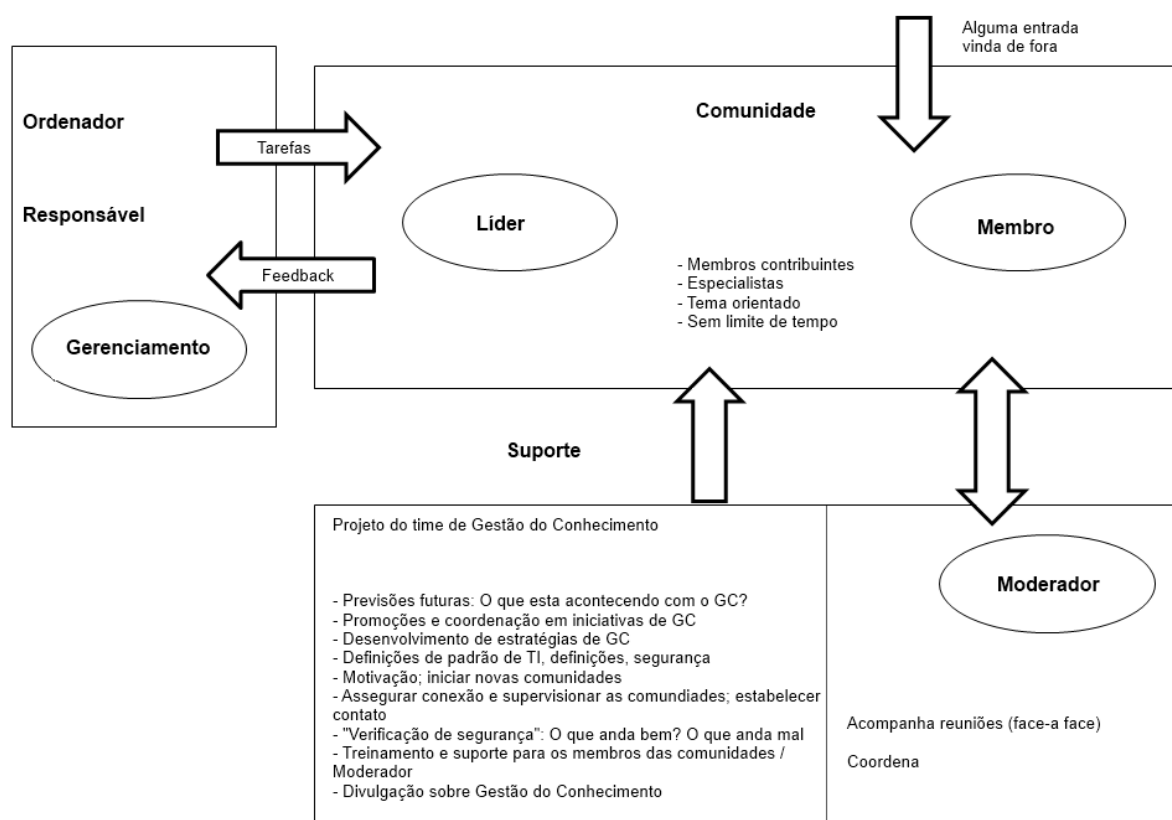 Alguma entrada
vinda de fora
Ordenador
Responsável
Gerenciamento
Tarefas
Feedback
Comunidade
Líder
Membro
- Membros contribuintes
- Especialistas
- Tema orientado
- Sem limite de tempo
Suporte
Projeto do time de Gestão do Conhecimento
- Previsões futuras: O que esta acontecendo com o GC?
- Promoções e coordenação em iniciativas de GC
- Desenvolvimento de estratégias de GC
- Definições de padrão de TI, definições, segurança
- Motivação; iniciar novas comunidades
- Assegurar conexão e supervisionar as comundiades; estabelecer
contato
- "Verificação de segurança": O que anda bem? O que anda mal
- Treinamento e suporte para os membros das comunidades /
Moderador
- Divulgação sobre Gestão do Conhecimento
Moderador
Acompanha reuniões (face-a face)
Coordena